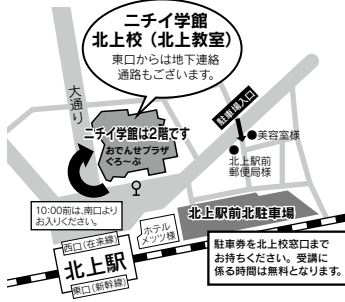 ニチイ学館
北上校（北上教室）
東口からは地下連絡
通路もございます。
大通り
駐車場入口
ニチイ学館は2階です
おでんせプラザ
ぐろ～ぶ
美容室様
北上駅前
郵便局様
10:00前は、南口より
お入りください。
北上駅前北駐車場
ホテル
メッツ様
西口（在来線）
北上駅
東口（新幹線）
駐車券を北上校窓口まで
お持ちください。受講に
係る時間は無料となります。